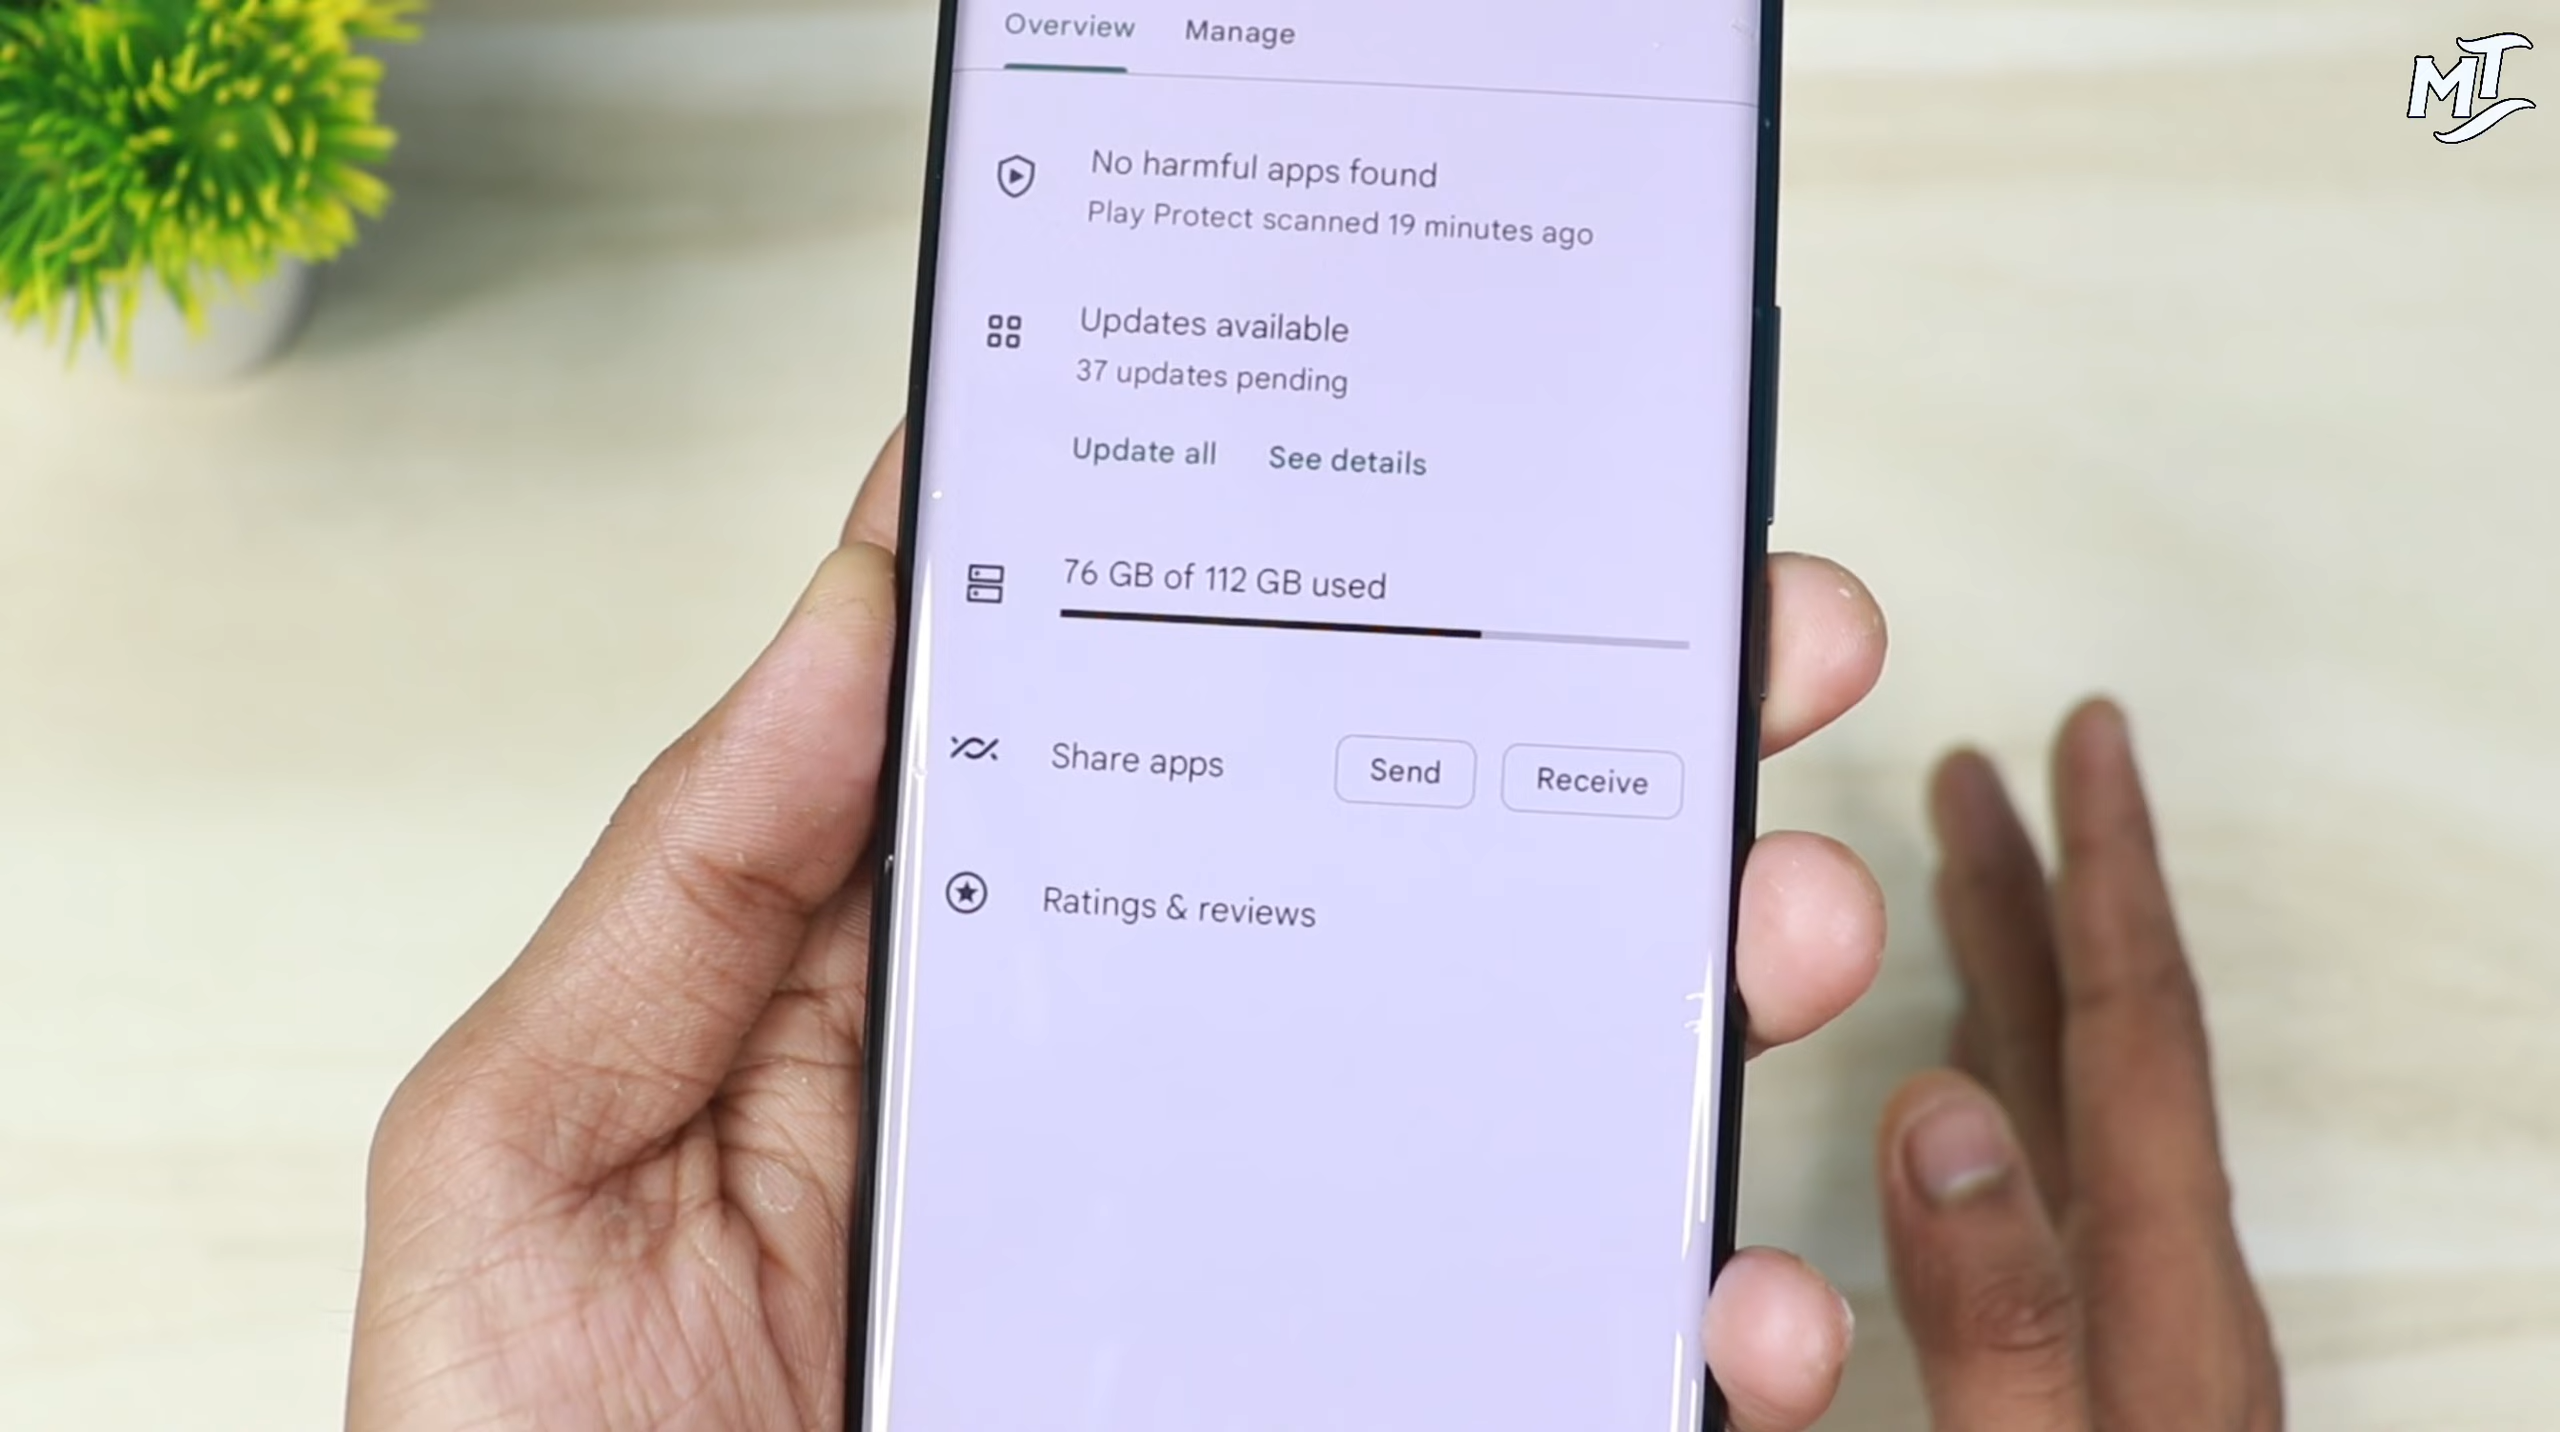 MT
Overview Manage
No harmful apps found
Play Protect scanned 19 minutes ago
Updates available
37 updates pending
Update all See details
76 GB of 112 GB used
Share apps Send Receive
Ratings & reviews